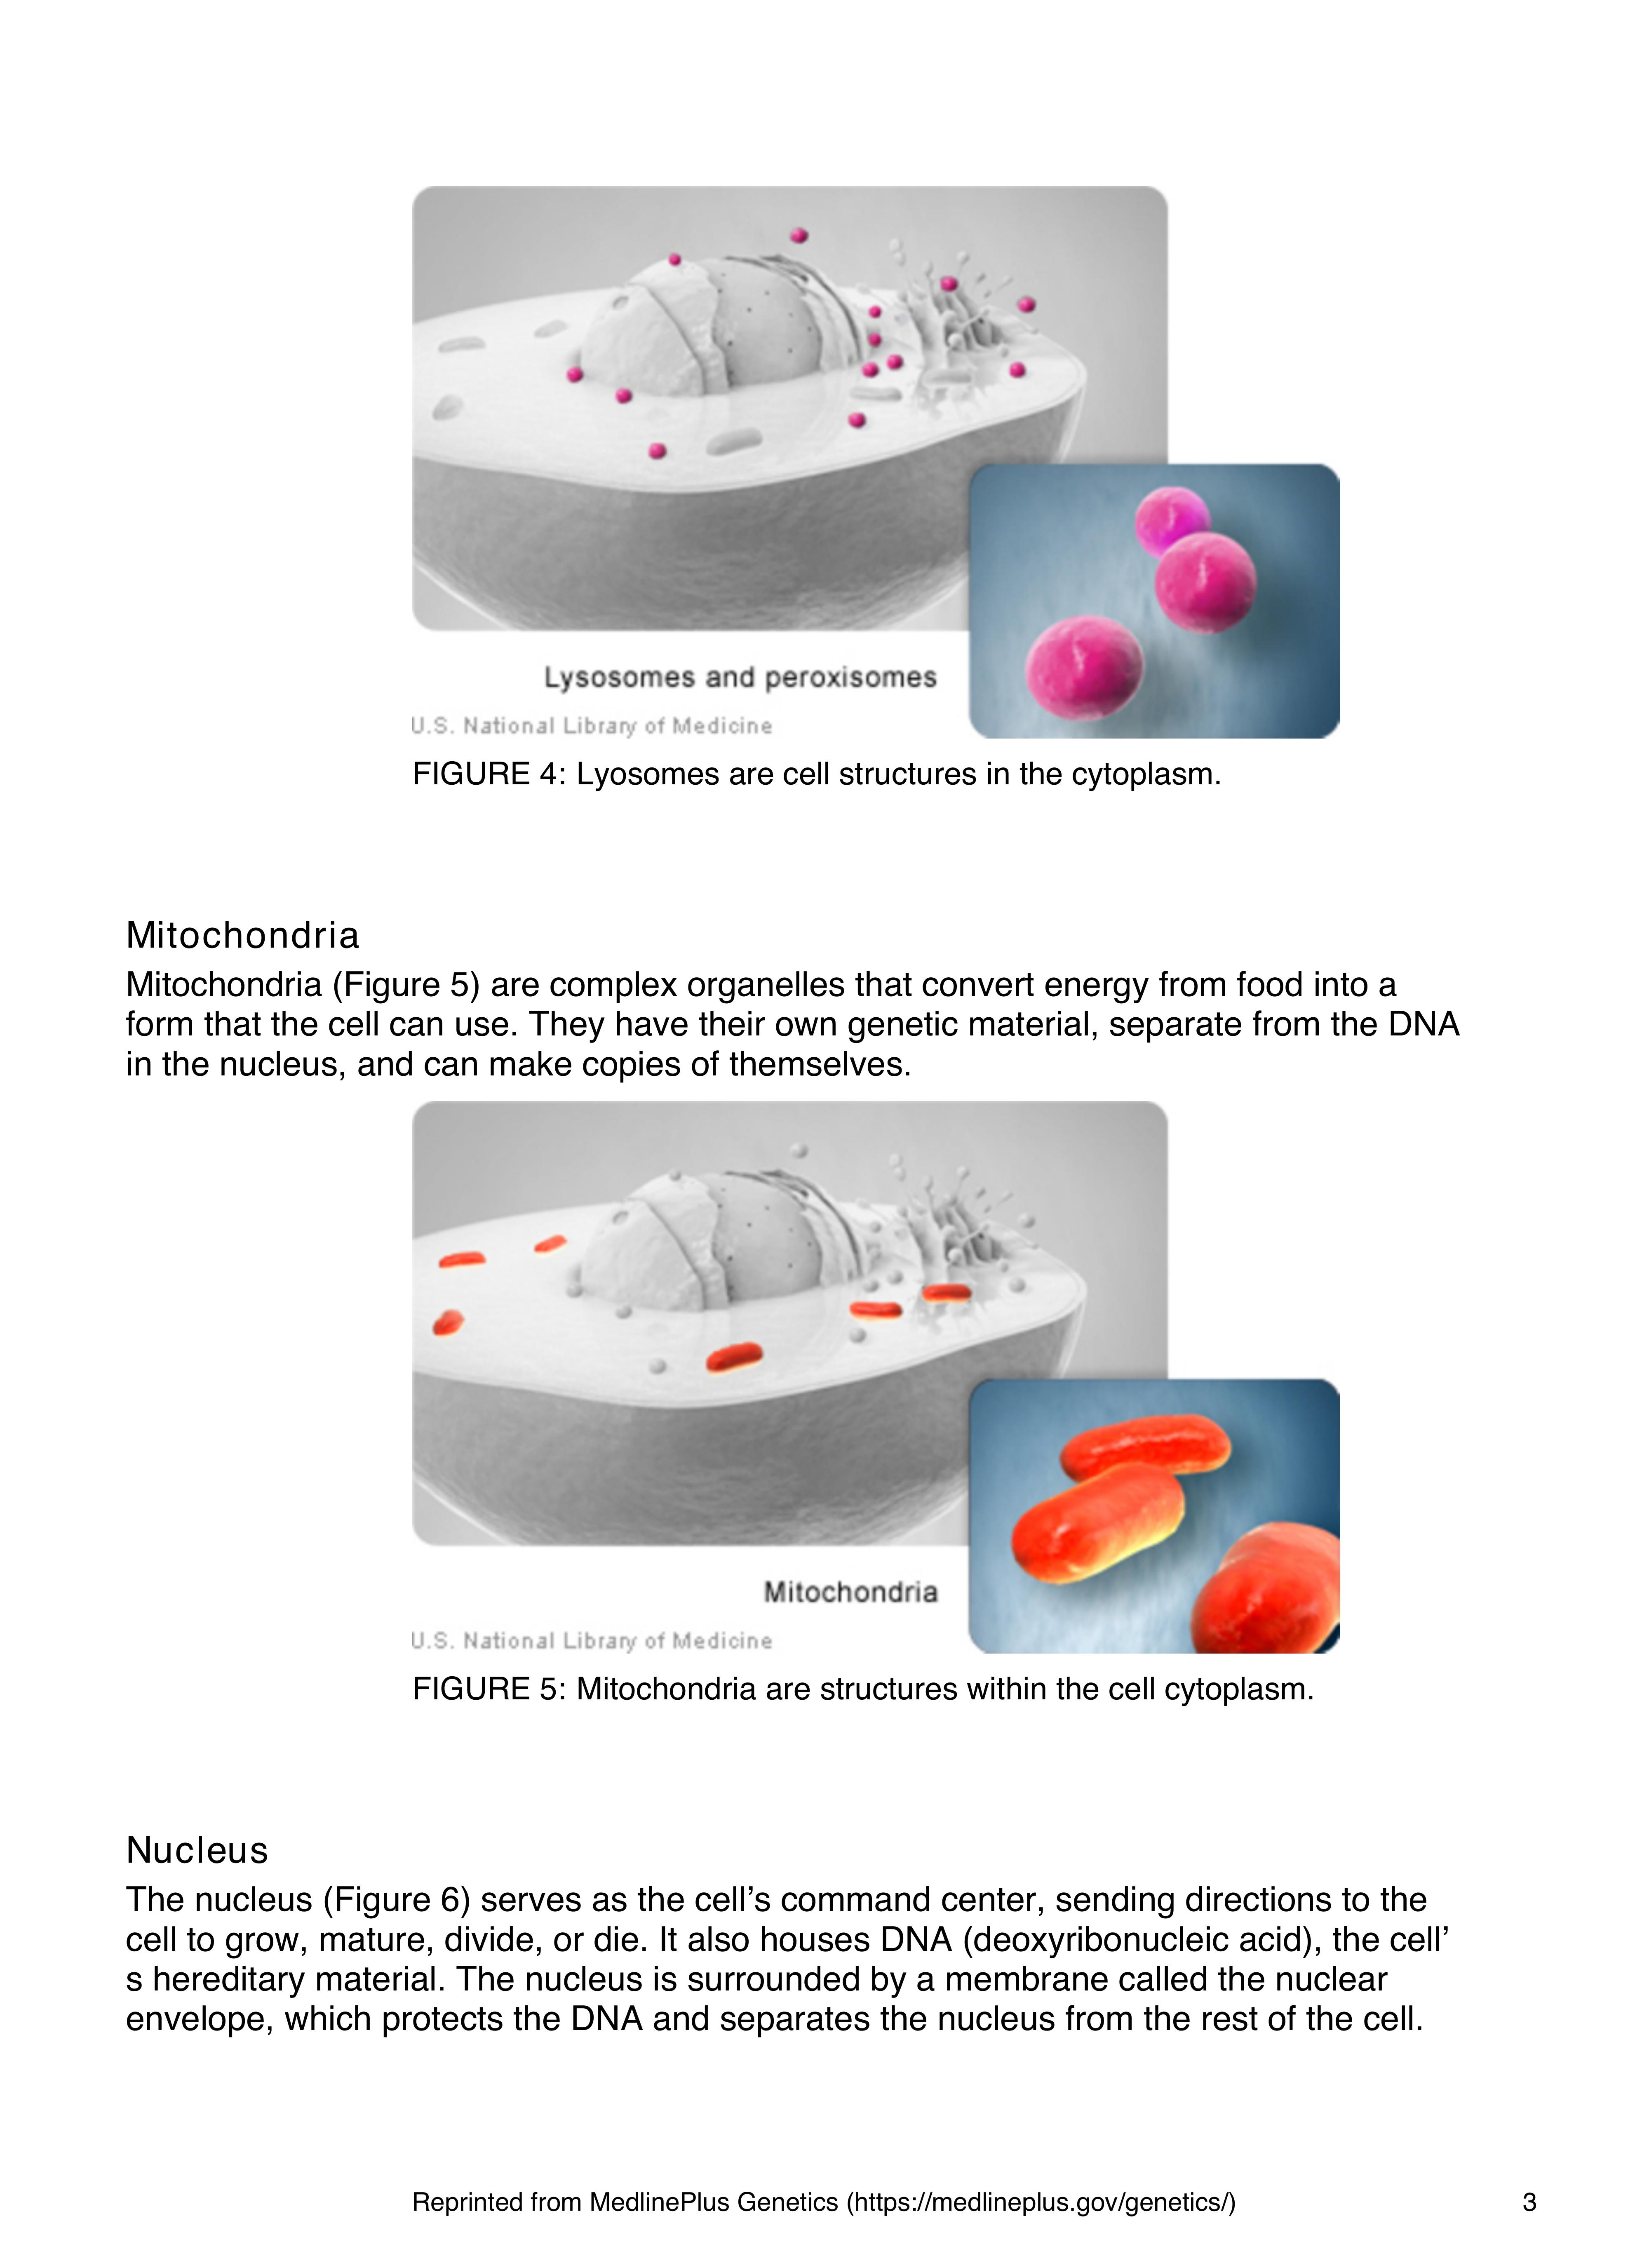 Lysosomes and peroxisomes
U.S. National Library of Medicine
FIGURE 4: Lyosomes are cell structures in the cytoplasm.
Mitochondria
Mitochondria (Figure 5) are complex organelles that convert energy from food into a
form that the cell can use. They have their own genetic material, separate from the DNA
in the nucleus, and can make copies of themselves.
Mitochondria
U.S. National Library of Medicine
FIGURE 5: Mitochondria are structures within the cell cytoplasm.
Nucleus
The nucleus (Figure 6) serves as the cell’s command center, sending directions to the
cell to grow, mature, divide, or die. It also houses DNA (deoxyribonucleic acid), the cell’
s hereditary material. The nucleus is surrounded by a membrane called the nuclear
envelope, which protects the DNA and separates the nucleus from the rest of the cell.
Reprinted from MedlinePlus Genetics (https://medlineplus.gov/genetics/) 3